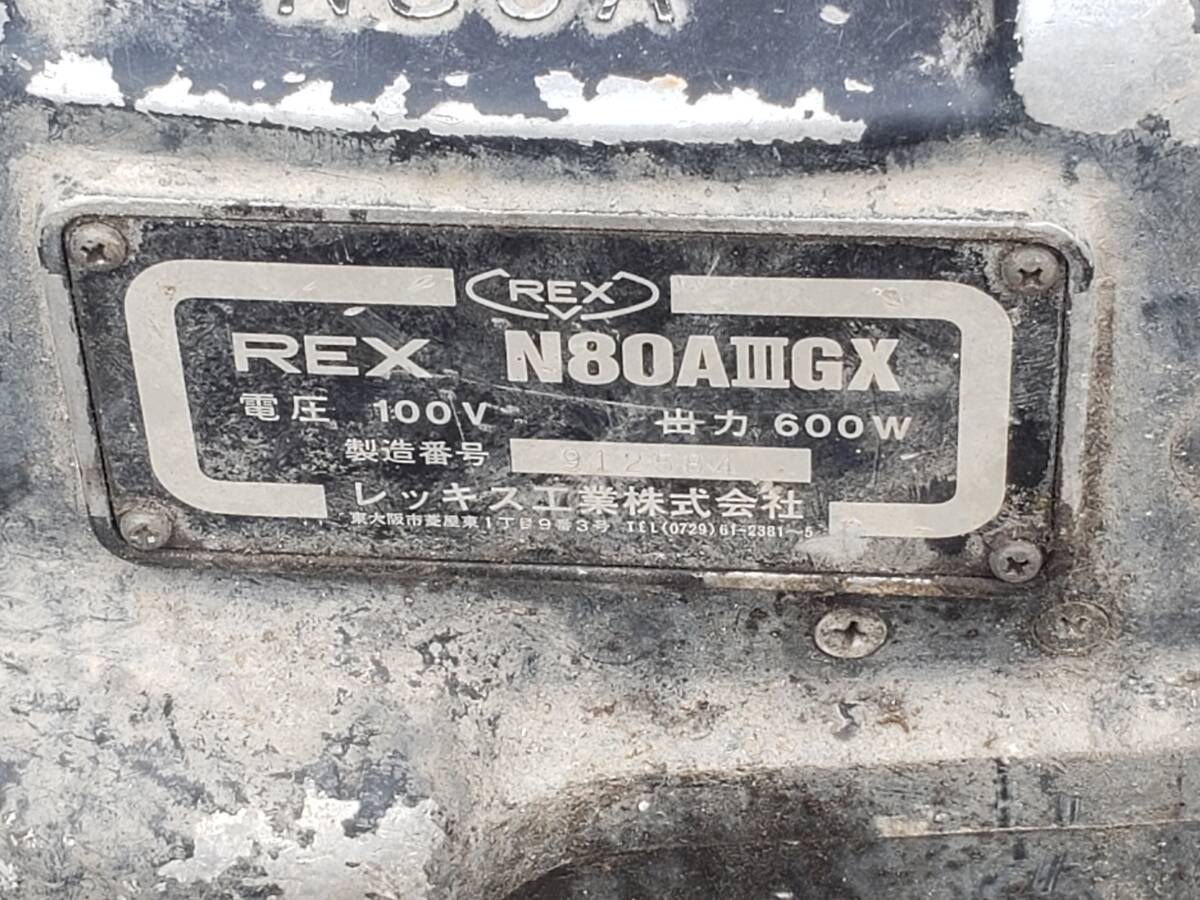 N80A
REX
REX N80AIIIGX
電圧 100V 出力 600W
製造番号 912584
レッキス工業株式会社
東大阪市菱屋東1丁目9番3号 TEL(0729)61-2381〜5